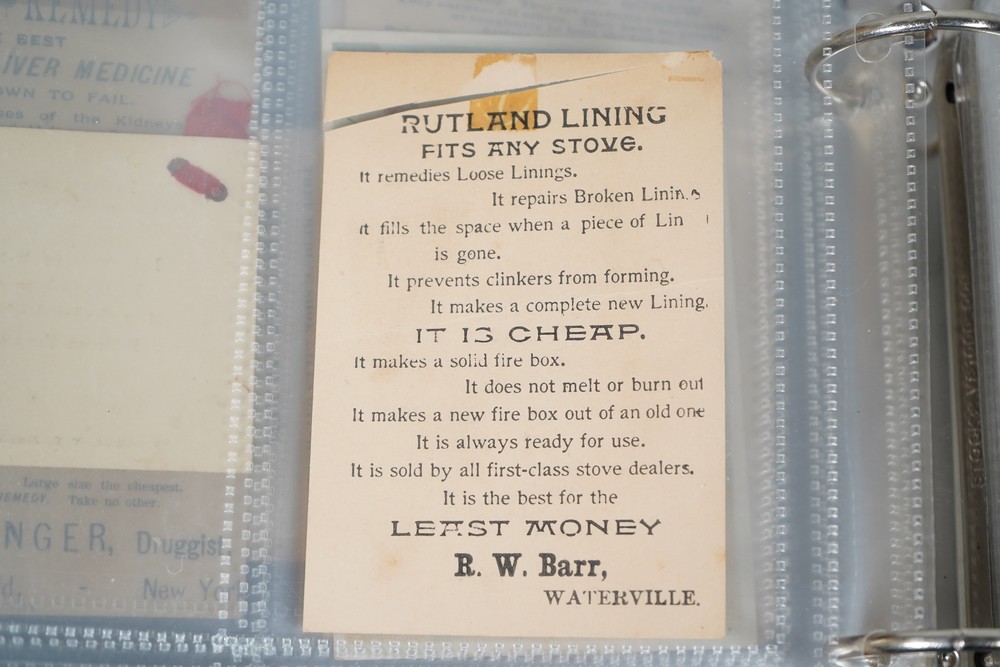 REMEDY
BEST
IVER MEDICINE
OWN TO FAIL.
of the Kidneys
RUTLAND LINING
FITS ANY STOVE.
It remedies Loose Linings.
It repairs Broken
It fills the space when a piece of Lin
is gone.
It prevents clinkers from forming.
It makes a complete new Lining.
IT IS CHEAP.
It makes a solid fire box.
It does not melt or burn out
It makes a new fire box out of an old one
It is always ready for use.
It is sold by all first-class stove dealers.
It is the best for the
LEAST MONEY
R. W. Barr,
WATERVILLE.
Large size the cheapest.
REMEDY. Take no other.
NGER, Druggist,
d, - New Yo